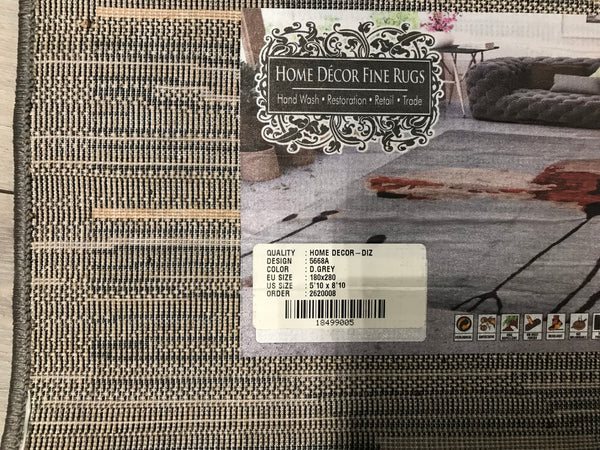 HOME DÉCOR FINE RUGS
Hand Wash • Restoration • Retail • Trade
QUALITY : HOME DECOR-DIZ
DESIGN : 5668A
COLOR : D.GREY
EU SIZE : 180x280
US SIZE : 5'10 x 8'10
ORDER : 2620008
18499005